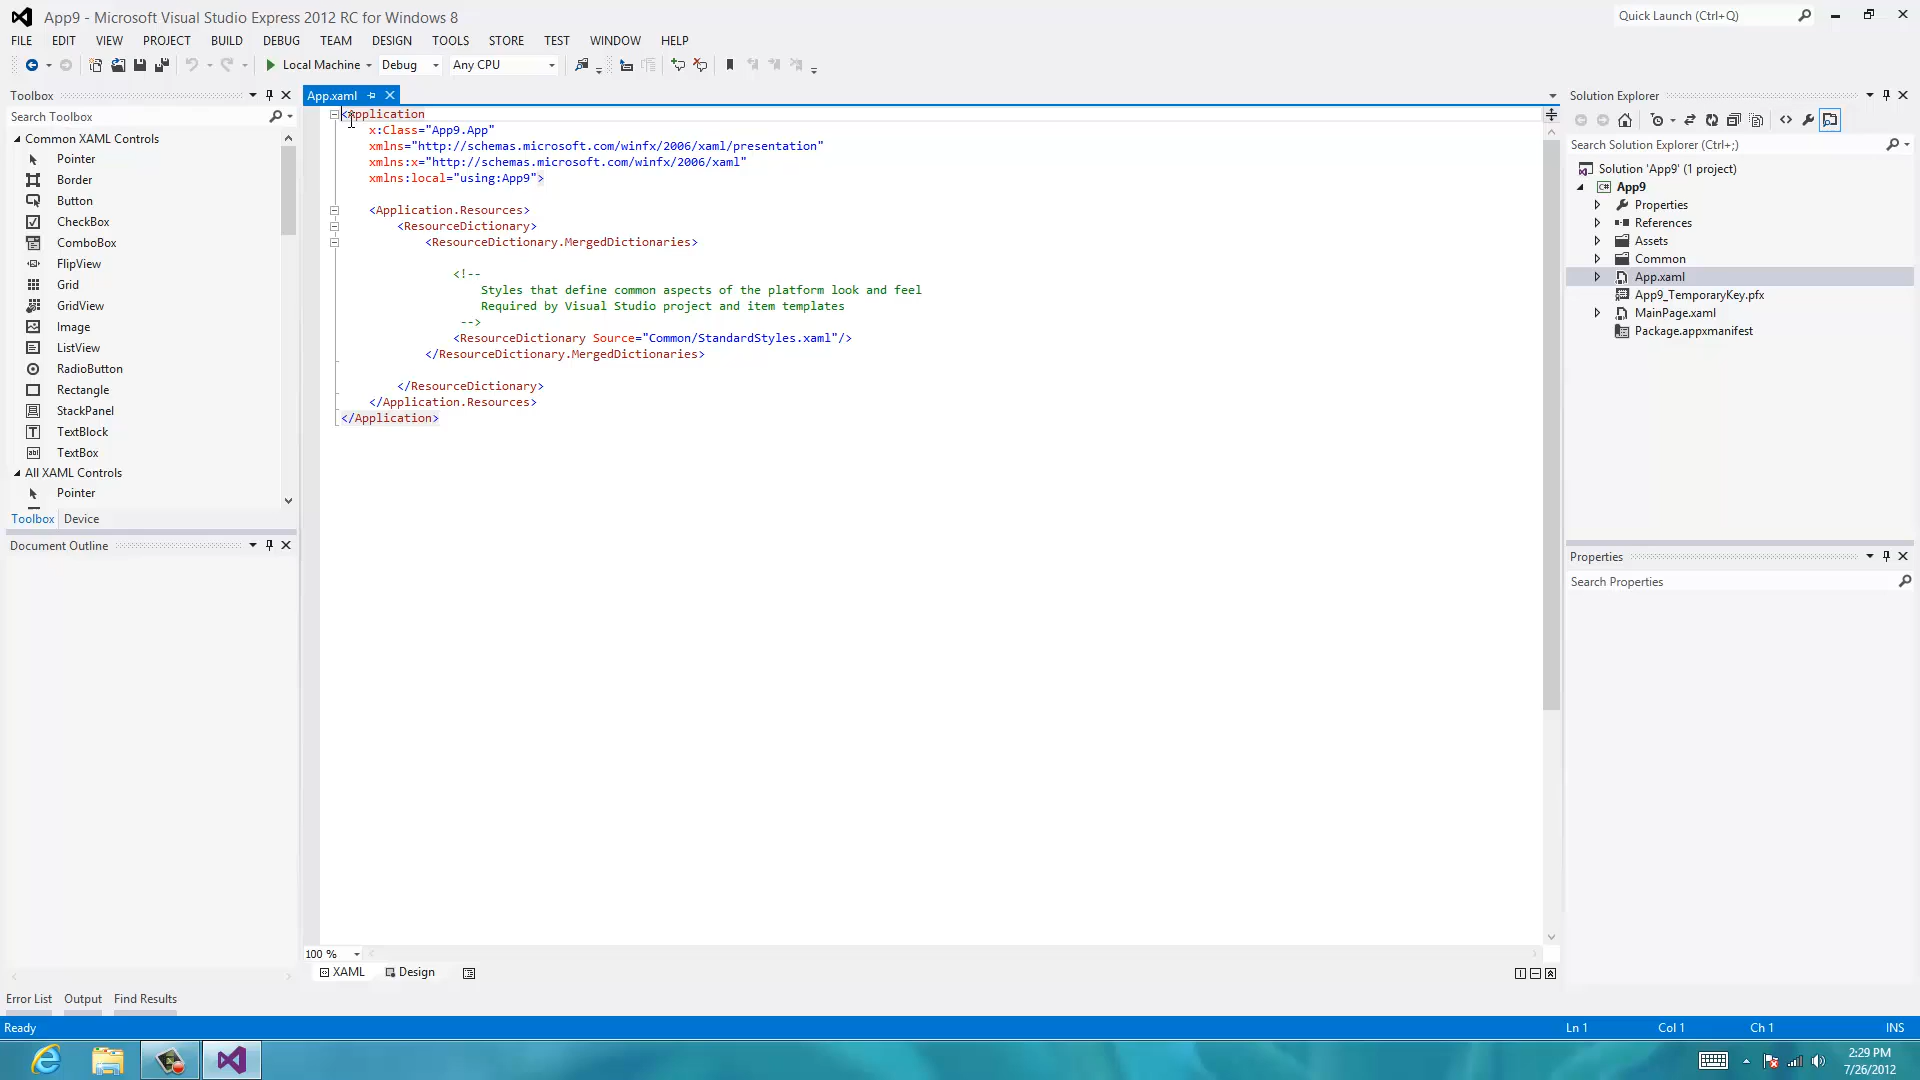 App9 - Microsoft Visual Studio Express 2012 RC for Windows 8
Quick Launch (Ctrl+Q)
FILE EDIT VIEW PROJECT BUILD DEBUG TEAM DESIGN TOOLS STORE TEST WINDOW HELP
Local Machine Debug Any CPU
Toolbox
Search Toolbox
Common XAML Controls
Pointer
Border
Button
CheckBox
ComboBox
FlipView
Grid
GridView
Image
ListView
RadioButton
Rectangle
StackPanel
TextBlock
TextBox
All XAML Controls
Pointer
Toolbox Device
Document Outline
App.xaml
<Application
x:Class="App9.App"
xmlns="http://schemas.microsoft.com/winfx/2006/xaml/presentation"
xmlns:x="http://schemas.microsoft.com/winfx/2006/xaml"
xmlns:local="using:App9">
<Application.Resources>
<ResourceDictionary>
<ResourceDictionary.MergedDictionaries>
<!--
Styles that define common aspects of the platform look and feel
Required by Visual Studio project and item templates
-->
<ResourceDictionary Source="Common/StandardStyles.xaml"/>
</ResourceDictionary.MergedDictionaries>
</ResourceDictionary>
</Application.Resources>
</Application>
100 %
XAML Design
Solution Explorer
Search Solution Explorer (Ctrl+;)
Solution 'App9' (1 project)
App9
Properties
References
Assets
Common
App.xaml
App9_TemporaryKey.pfx
MainPage.xaml
Package.appxmanifest
Properties
Search Properties
Error List Output Find Results
Ready Ln 1 Col 1 Ch 1 INS
2:29 PM
7/26/2012